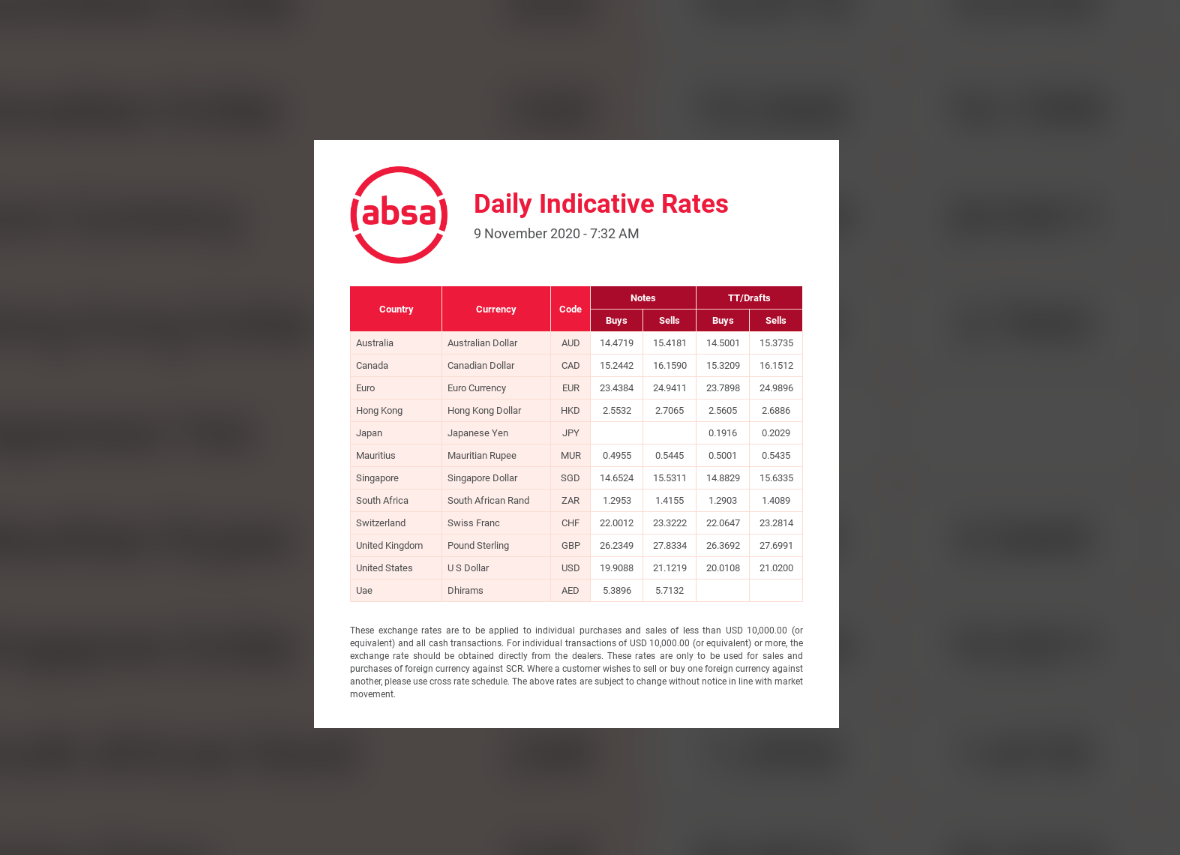 absa
Daily Indicative Rates
9 November 2020 - 7:32 AM
Country Currency Code Notes TT/Drafts
Buys Sells Buys Sells
Australia Australian Dollar AUD 14.4719 15.4181 14.5001 15.3735
Canada Canadian Dollar CAD 15.2442 16.1590 15.3209 16.1512
Euro Euro Currency EUR 23.4384 24.9411 23.7898 24.9896
Hong Kong Hong Kong Dollar HKD 2.5532 2.7065 2.5605 2.6886
Japan Japanese Yen JPY 0.1916 0.2029
Mauritius Mauritian Rupee MUR 0.4955 0.5445 0.5001 0.5435
Singapore Singapore Dollar SGD 14.6524 15.5311 14.8829 15.6335
South Africa South African Rand ZAR 1.2953 1.4155 1.2903 1.4089
Switzerland Swiss Franc CHF 22.0012 23.3222 22.0647 23.2814
United Kingdom Pound Sterling GBP 26.2349 27.8334 26.3692 27.6991
United States U S Dollar USD 19.9088 21.1219 20.0108 21.0200
Uae Dhirams AED 5.3896 5.7132
These exchange rates are to be applied to individual purchases and sales of less than USD 10,000.00 (or
equivalent) and all cash transactions. For individual transactions of USD 10,000.00 (or equivalent) or more, the
exchange rate should be obtained directly from the dealers. These rates are only to be used for sales and
purchases of foreign currency against SCR. Where a customer wishes to sell or buy one foreign currency against
another, please use cross rate schedule. The above rates are subject to change without notice in line with market
movement.